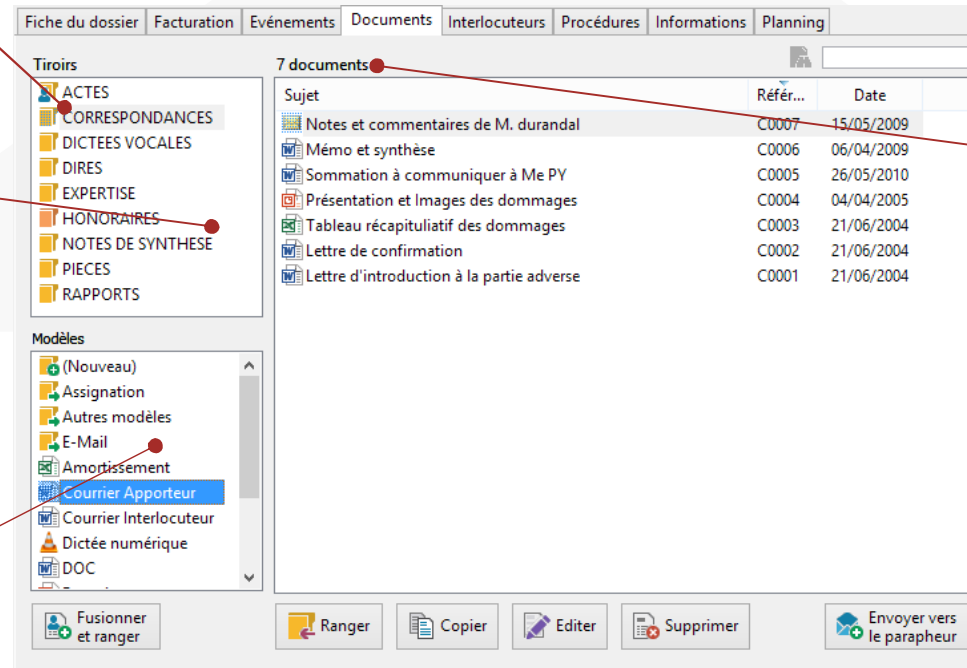 Fiche du dossier Facturation Evénements Documents Interlocuteurs Procédures Informations Planning
Tiroirs
ACTES
CORRESPONDANCES
DICTEES VOCALES
DIRES
EXPERTISE
HONORAIRES
NOTES DE SYNTHESE
PIECES
RAPPORTS
Modèles
(Nouveau)
Assignation
Autres modèles
E-Mail
Amortissement
Courrier Apporteur
Courrier Interlocuteur
Dictée numérique
DOC
Fusionner
et ranger
7 documents
Sujet Référ... Date
Notes et commentaires de M. durandal C0007 15/05/2009
Mémo et synthèse C0006 06/04/2009
Sommation à communiquer à Me PY C0005 26/05/2010
Présentation et Images des dommages C0004 04/04/2005
Tableau récapituliatif des dommages C0003 21/06/2004
Lettre de confirmation C0002 21/06/2004
Lettre d'introduction à la partie adverse C0001 21/06/2004
Ranger Copier Editer Supprimer Envoyer vers
le parapheur